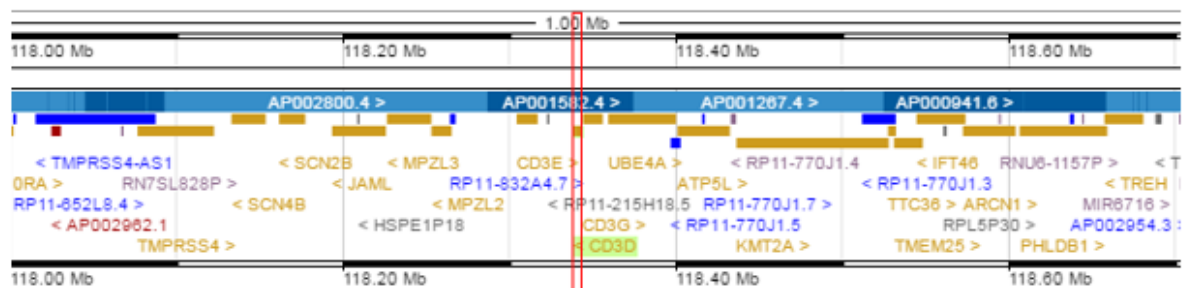 1.00 Mb
118.00 Mb 118.20 Mb 118.40 Mb 118.60 Mb
AP002800.4 > AP001582.4 > AP001267.4 > AP000941.6 >
< TMPRSS4-AS1 < SCN2B < MPZL3 CD3E > UBE4A > < RP11-770J1.4 < IFT46 RNU6-1157P > < T
0RA > RN7SL828P > < JAML RP11-832A4.7 > ATP5L > < RP11-770J1.3 < TREH
RP11-652L8.4 > < SCN4B < MPZL2 < RP11-215H18.5 RP11-770J1.7 > TTC36 > ARCN1 > MIR6716 >
< AP002962.1 < HSPE1P18 CD3G > < RP11-770J1.5 RPL5P30 > AP002954.3 >
TMPRSS4 > < CD3D KMT2A > TMEM25 > PHLDB1 >
118.00 Mb 118.20 Mb 118.40 Mb 118.60 Mb